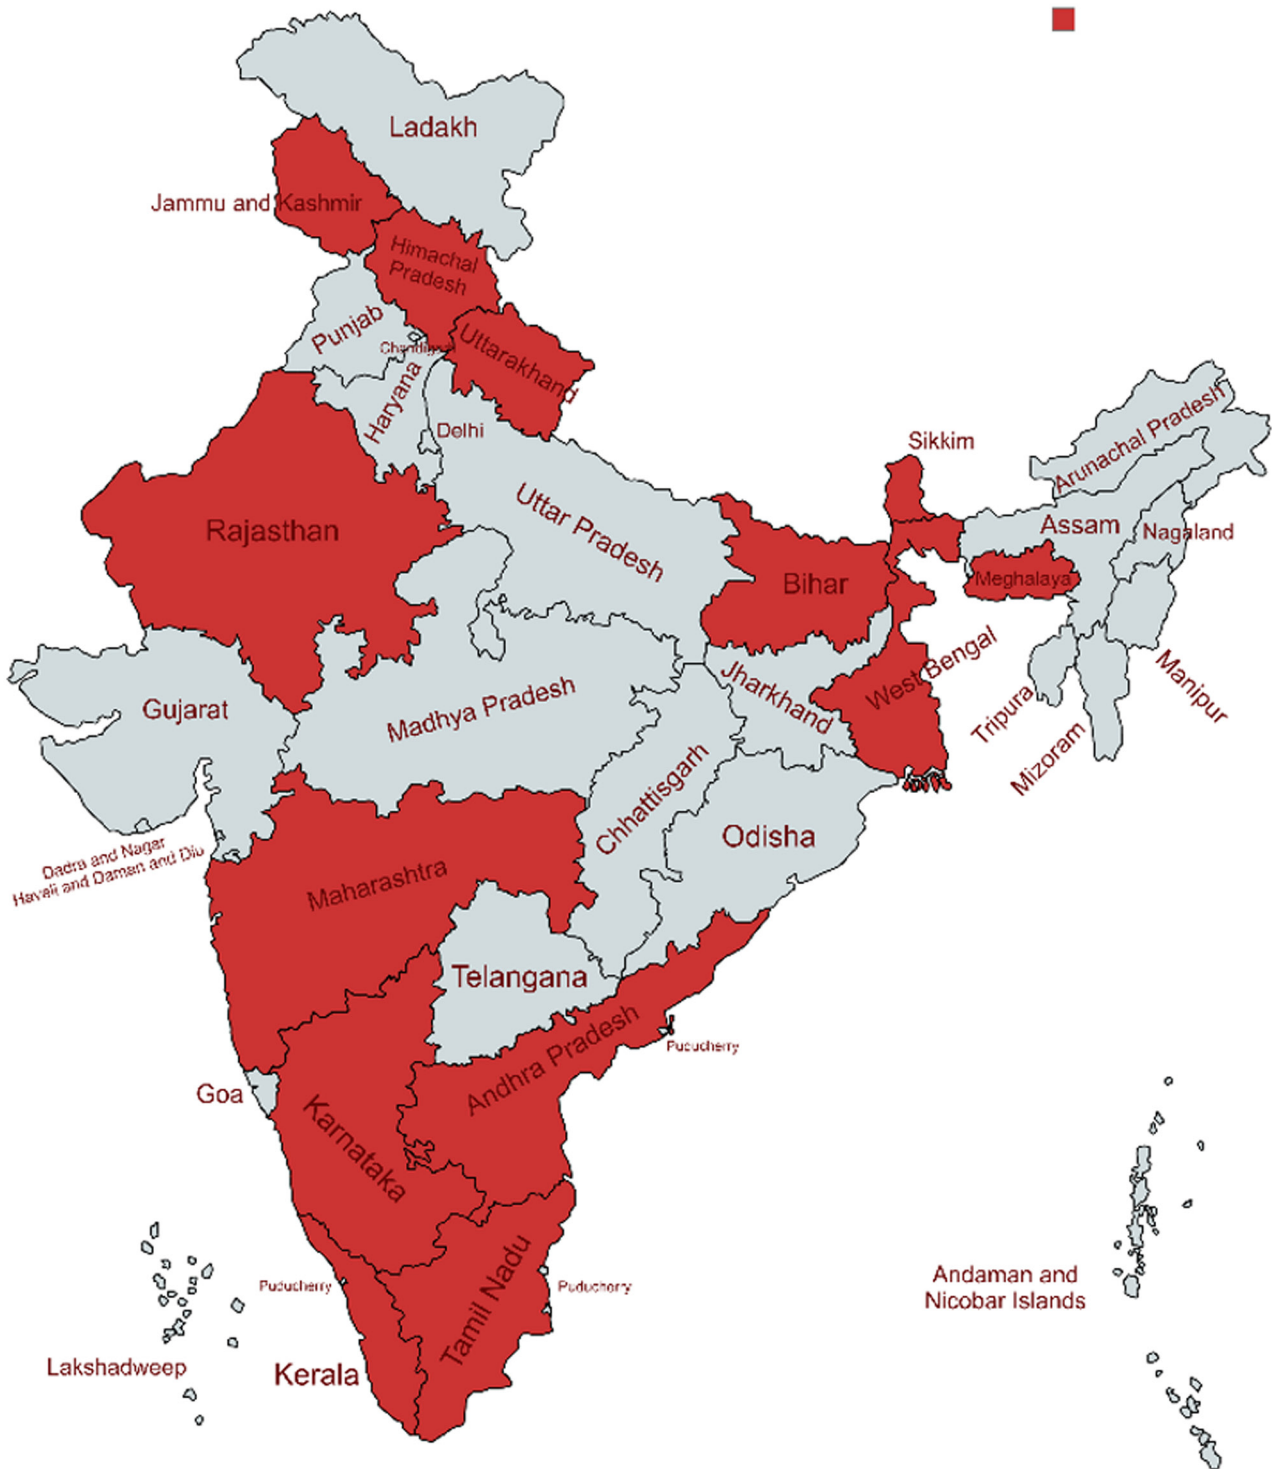 Ladakh
Jammu and Kashmir
Himachal
Pradesh
Punjab
Chandigarh
Uttarakhand
Haryana
Delhi
Arunachal Pradesh
Sikkim
Rajasthan
Uttar Pradesh
Assam
Nagaland
Bihar
Meghalaya
West Bengal
Jharkhand
Manipur
Tripura
Mizoram
Gujarat
Madhya Pradesh
Chhattisgarh
Odisha
Dadra and Nagar
Haveli and Daman and Diu
Maharashtra
Telangana
Andhra Pradesh
Puducherry
Goa
Karnataka
Puducherry
Tamil Nadu
Puducherry
Andaman and
Nicobar Islands
Lakshadweep
Kerala